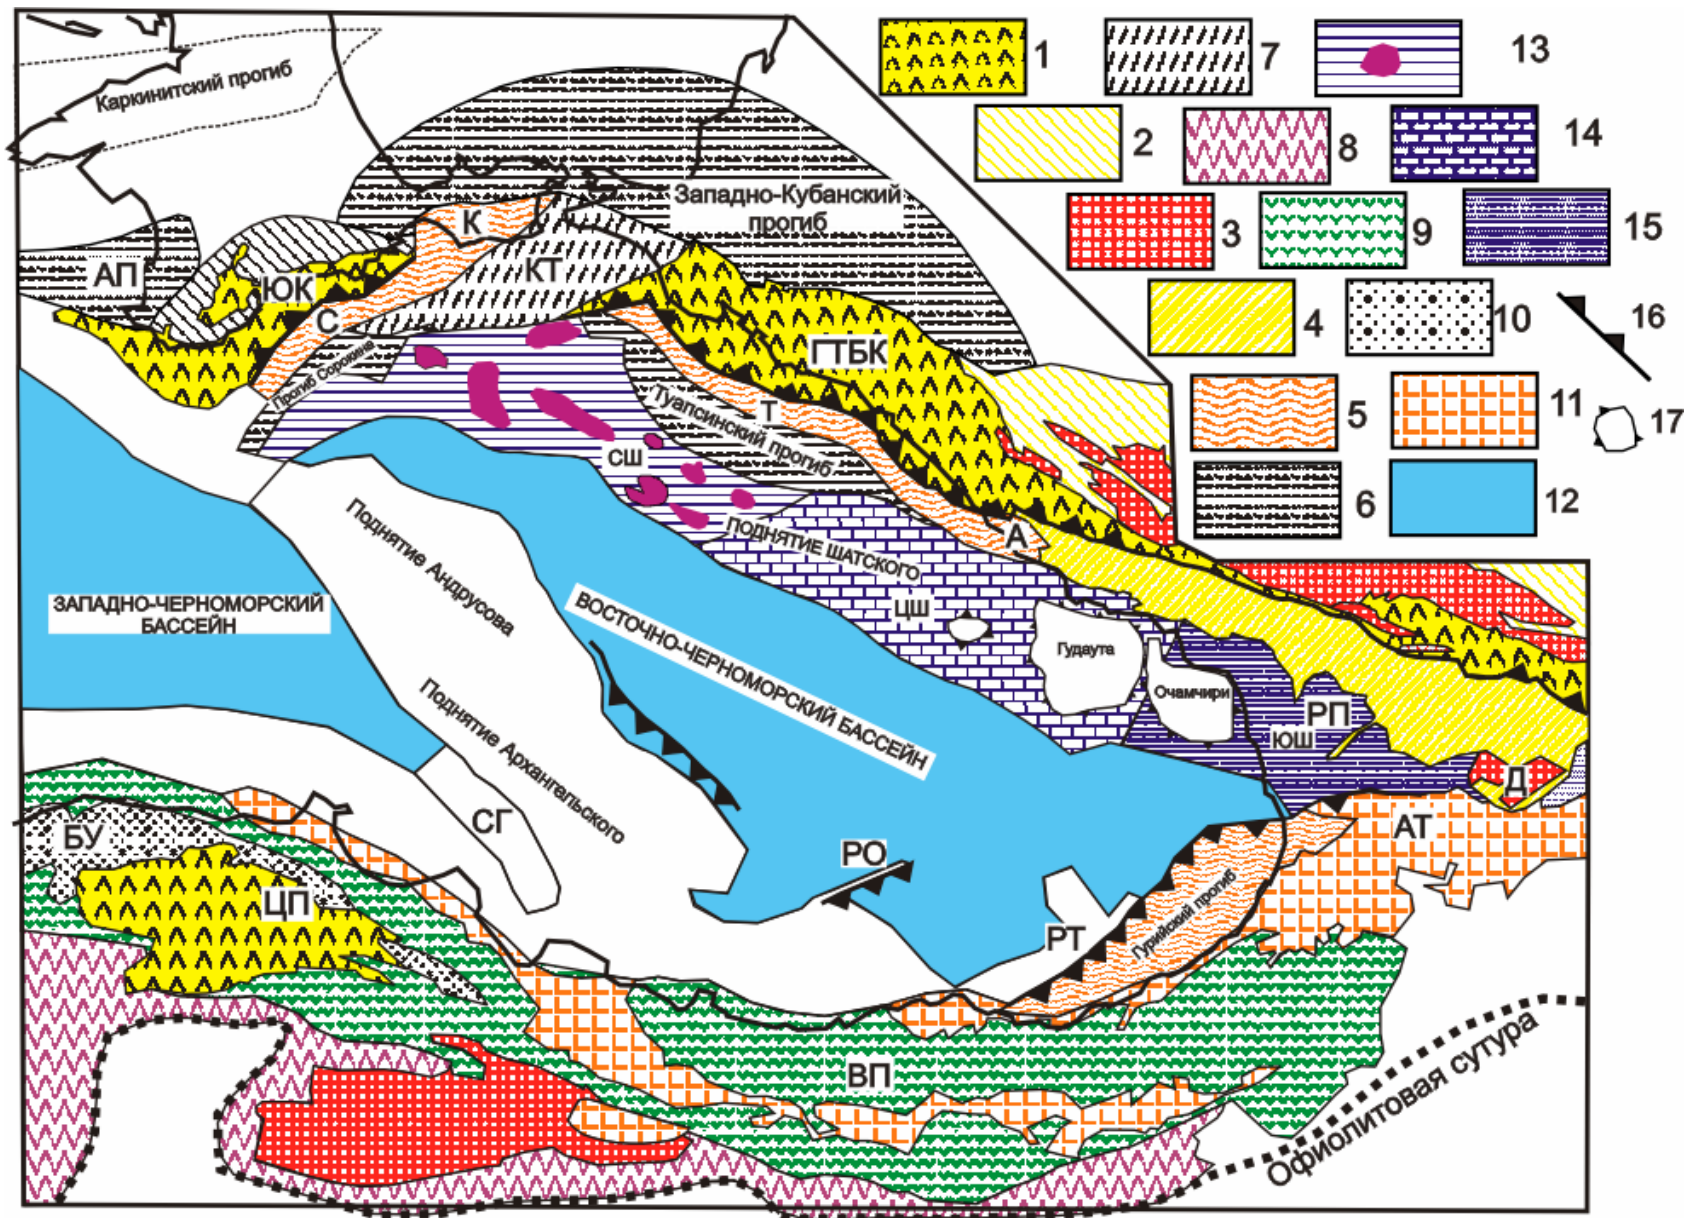 Каркинитский прогиб
1
7
13
2
8
14
3
9
15
4
10
16
5
11
17
6
12
Западно-Кубанский
прогиб
К
АП
ЮК
КТ
С
ГТБК
Прогиб Сорокина
Туапсинский прогиб
Т
СШ
А
ПОДНЯТИЕ ШАТСКОГО
Поднятие Андрусова
ЗАПАДНО-ЧЕРНОМОРСКИЙ
БАССЕЙН
ВОСТОЧНО-ЧЕРНОМОРСКИЙ БАССЕЙН
ЦШ
Гудаута
Очамчири
РП
ЮШ
Поднятие Архангельского
Д
СГ
АТ
БУ
РО
ЦП
РТ
Гурийский прогиб
ВП
Офиолитовая сутура